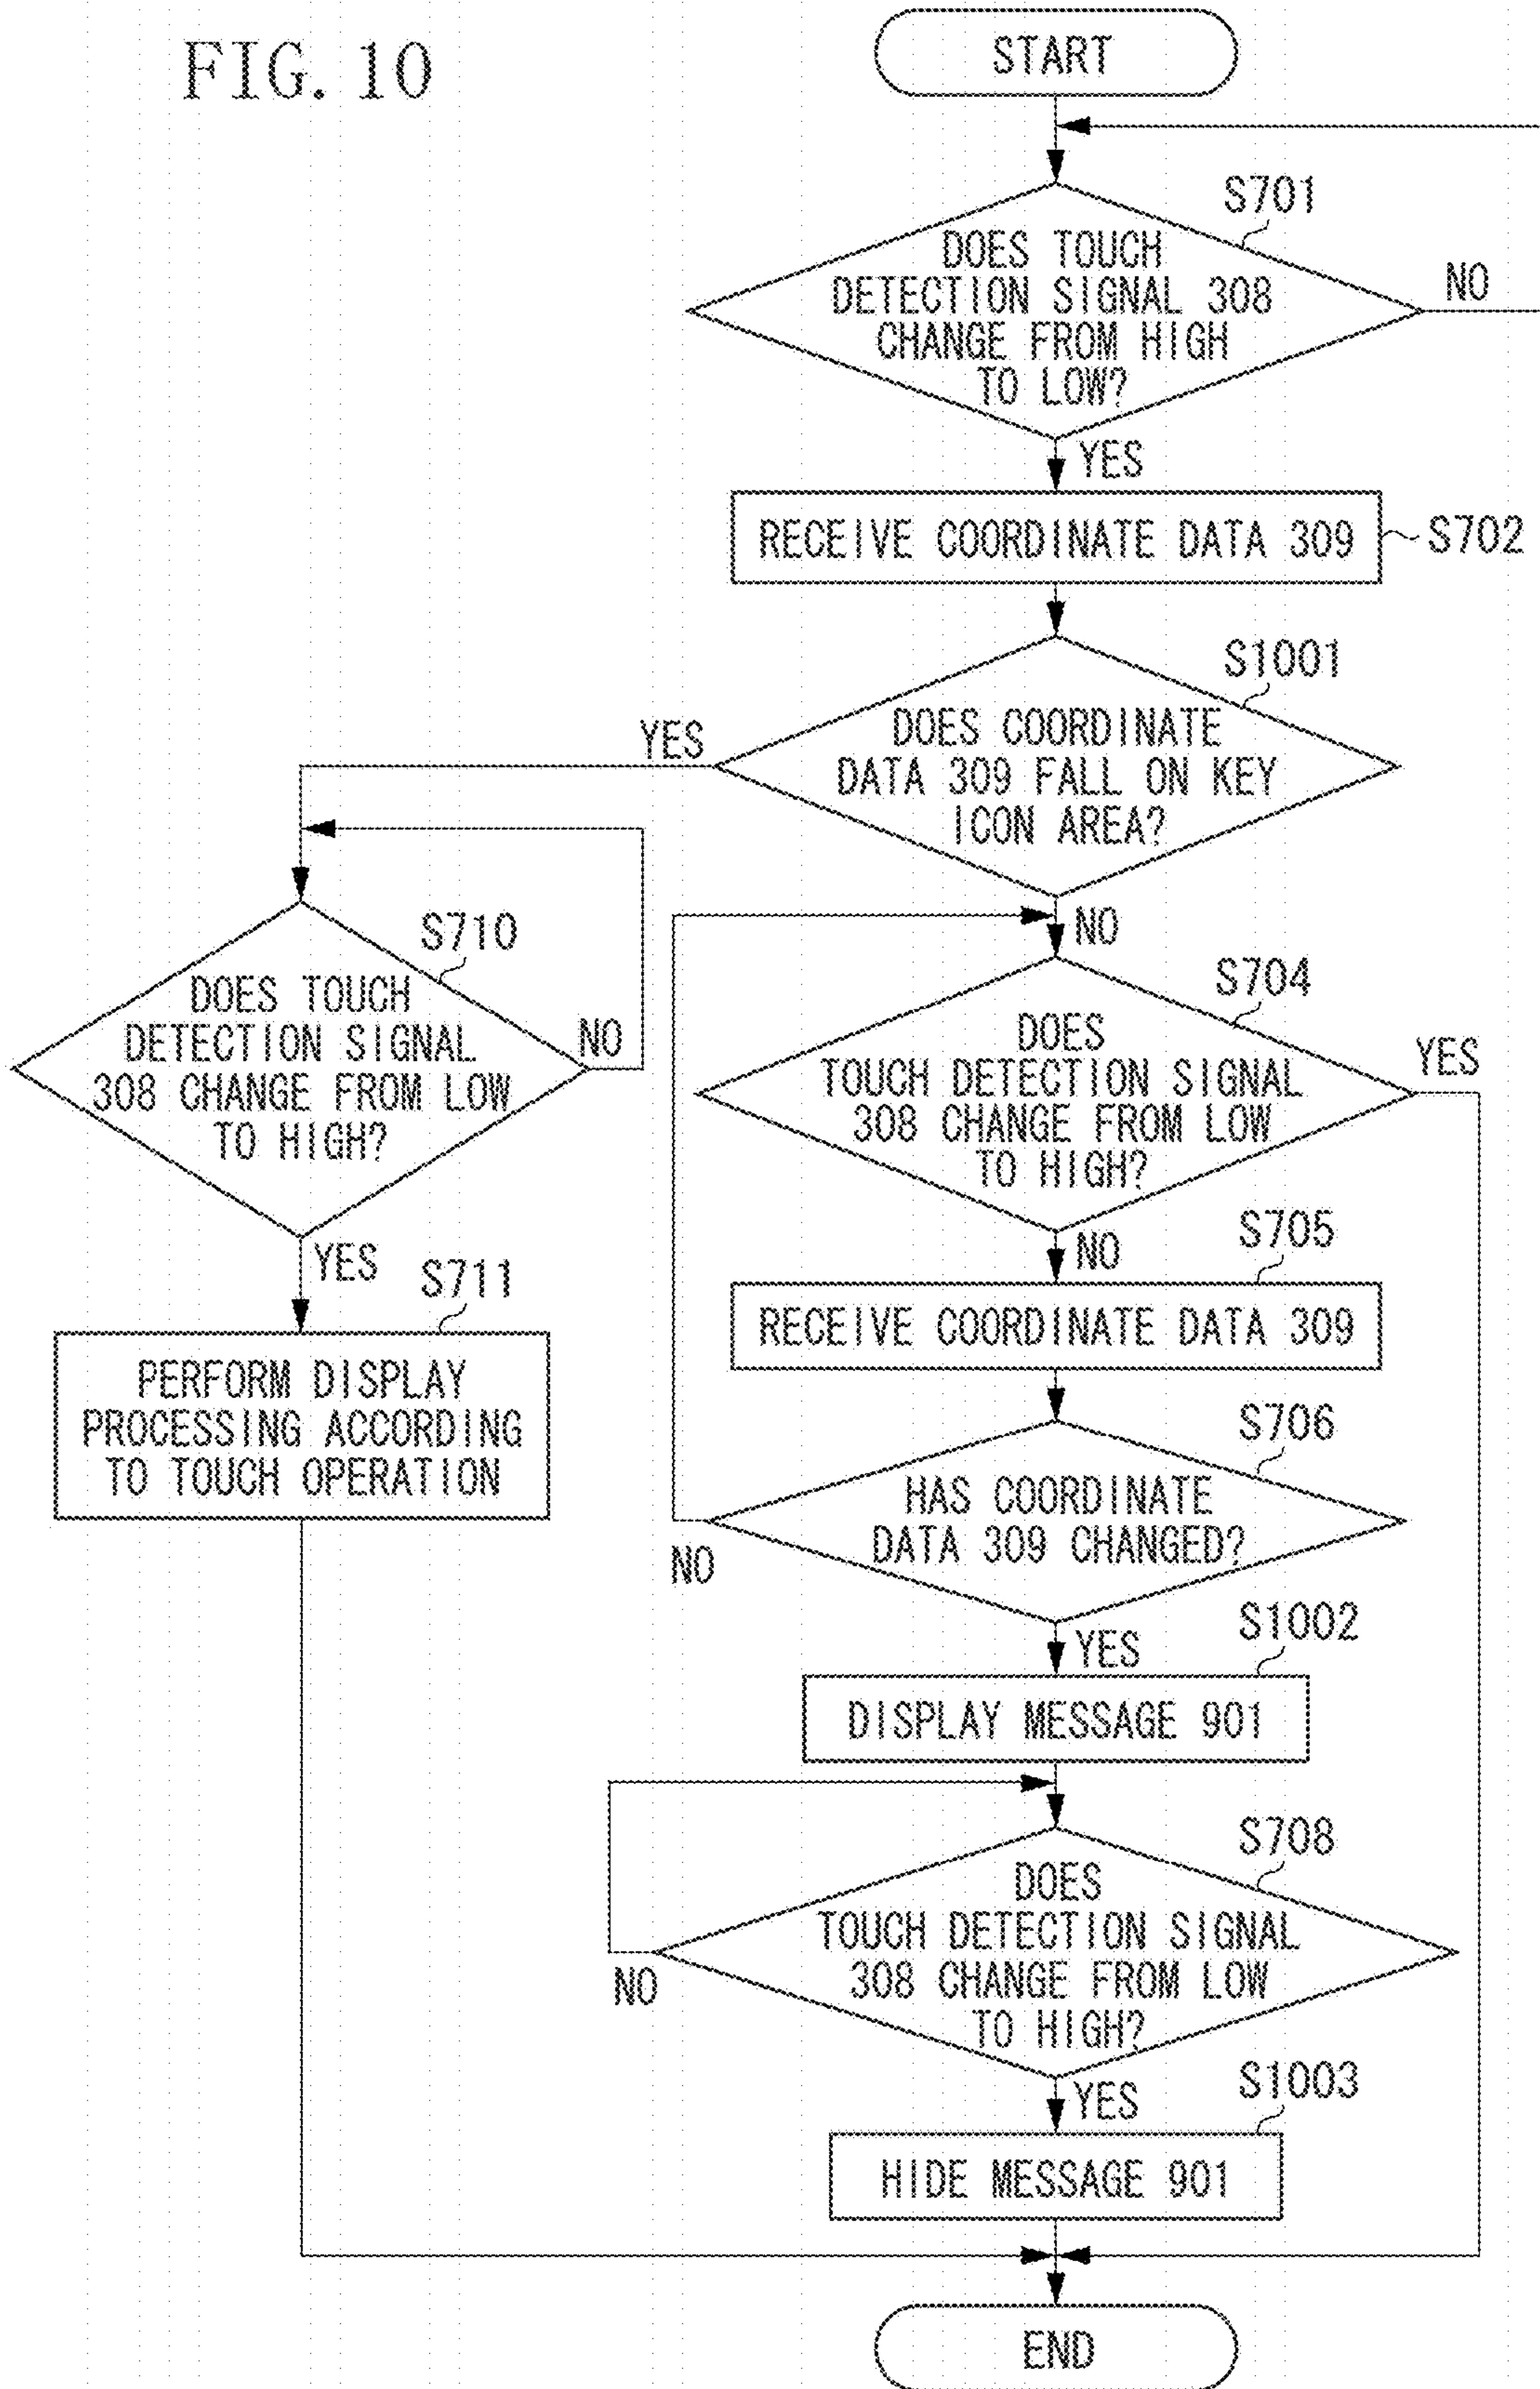 FIG. 10
START
S701
DOES TOUCH
DETECTION SIGNAL 308
CHANGE FROM HIGH
TO LOW?
NO
YES
RECEIVE COORDINATE DATA 309
S702
S1001
DOES COORDINATE
DATA 309 FALL ON KEY
ICON AREA?
YES
NO
S710
DOES TOUCH
DETECTION SIGNAL
308 CHANGE FROM LOW
TO HIGH?
NO
YES
S711
PERFORM DISPLAY
PROCESSING ACCORDING
TO TOUCH OPERATION
S704
DOES
TOUCH DETECTION SIGNAL
308 CHANGE FROM LOW
TO HIGH?
YES
NO
S705
RECEIVE COORDINATE DATA 309
S706
HAS COORDINATE
DATA 309 CHANGED?
NO
YES
S1002
DISPLAY MESSAGE 901
S708
DOES
TOUCH DETECTION SIGNAL
308 CHANGE FROM LOW
TO HIGH?
NO
YES
S1003
HIDE MESSAGE 901
END